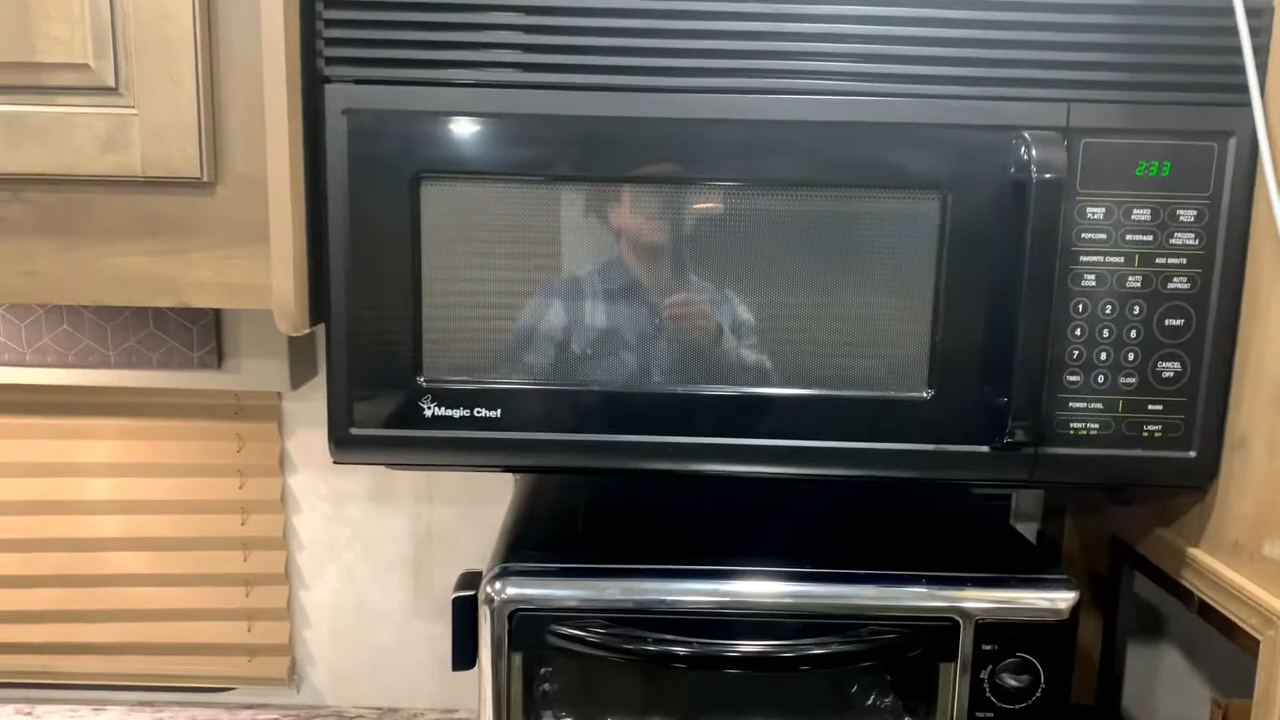 2:33
DINNER PLATE
BAKED POTATO
FROZEN PIZZA
POPCORN
BEVERAGE
FROZEN VEGETABLE
FAVORITE CHOICE
ADD MINUTE
TIME COOK
AUTO COOK
AUTO DEFROST
1 2 3
4 5 6
7 8 9
START
TIMER 0 CLOCK
CANCEL
OFF
POWER LEVEL
WARM
VENT FAN
LIGHT
Magic Chef